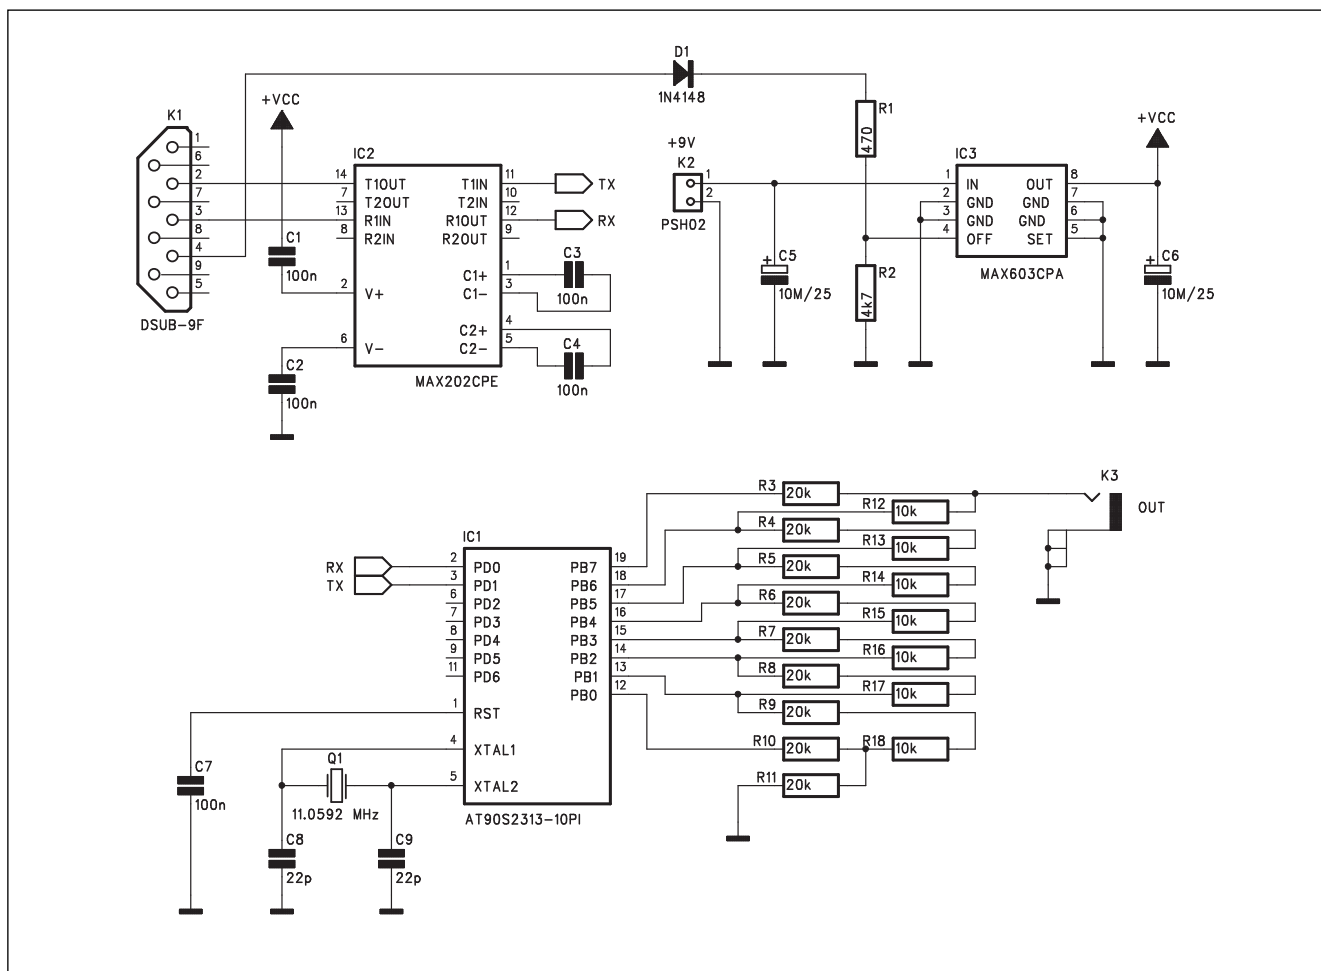 D1
1N4148
K1
1
6
2
7
3
8
4
9
5
DSUB-9F
+VCC
C1
100n
C2
100n
IC2
14 T1OUT T1IN 11 TX
7 T2OUT T2IN 10
13 R1IN R1OUT 12 RX
8 R2IN R2OUT 9
C1+ 1
2 V+ C1- 3
C2+ 4
6 V- C2- 5
MAX202CPE
C3
100n
C4
100n
+9V
K2
1
2
PSH02
C5
+
10M/25
R1
470
R2
4k7
IC3
1 IN OUT 8
2 GND GND 7
3 GND GND 6
4 OFF SET 5
MAX603CPA
+VCC
C6
+
10M/25
IC1
RX 2 PD0 PB7 19
TX 3 PD1 PB6 18
6 PD2 PB5 17
7 PD3 PB4 16
8 PD4 PB3 15
9 PD5 PB2 14
11 PD6 PB1 13
PB0 12
1 RST
4 XTAL1
5 XTAL2
AT90S2313-10PI
C7
100n
Q1
11.0592 MHz
C8
22p
C9
22p
R3 20k
R12 10k
R4 20k
R13 10k
R5 20k
R14 10k
R6 20k
R15 10k
R7 20k
R16 10k
R8 20k
R17 10k
R9 20k
R10 20k R18 10k
R11 20k
K3
OUT